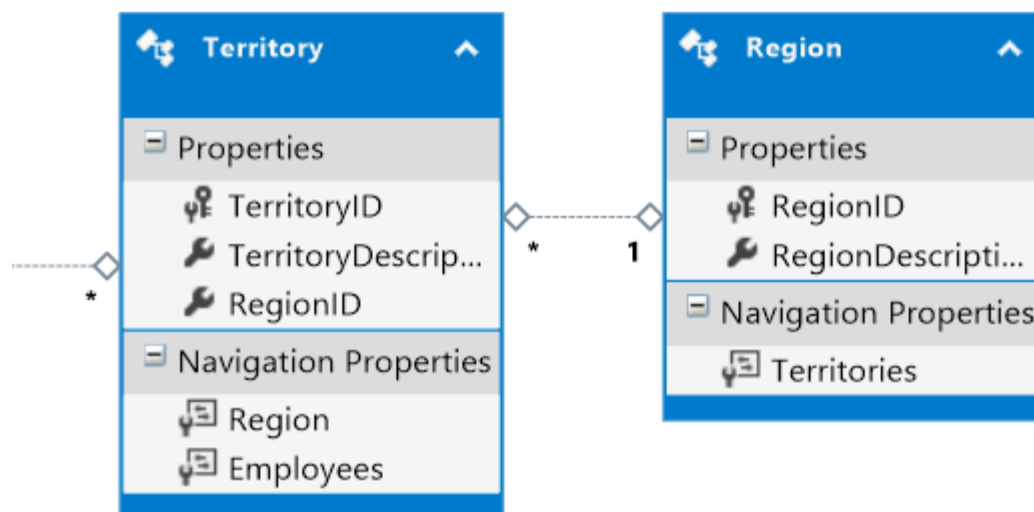 Territory
Properties
TerritoryID
TerritoryDescrip...
RegionID
Navigation Properties
Region
Employees
*
* 1
Region
Properties
RegionID
RegionDescripti...
Navigation Properties
Territories